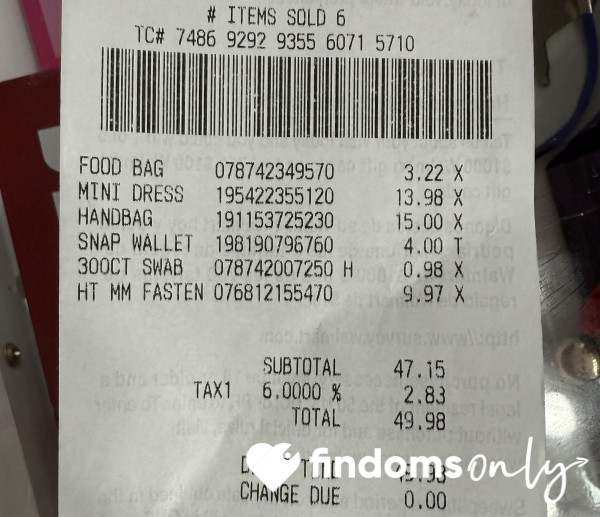 # ITEMS SOLD 6
TC# 7486 9292 9355 6071 5710
FOOD BAG 078742349570 3.22 X
MINI DRESS 195422355120 13.98 X
HANDBAG 191153725230 15.00 X
SNAP WALLET 198190796760 4.00 T
300CT SWAB 078742007250 H 0.98 X
HT MM FASTEN 076812155470 9.97 X
SUBTOTAL 47.15
TAX1 6.0000 % 2.83
TOTAL 49.98
findomsonly
CHANGE DUE 0.00